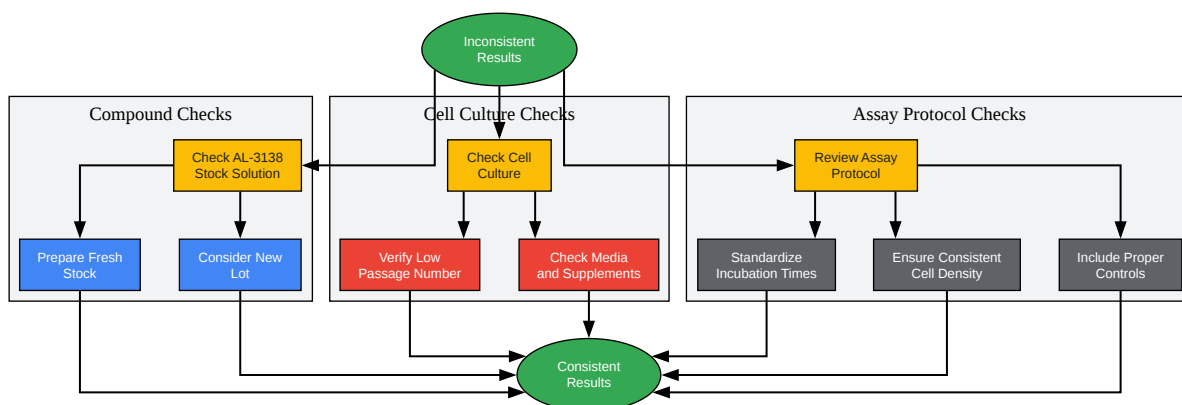 Inconsistent
Results
Compound Checks
Cell Culture Checks
Assay Protocol Checks
Check AL-3138
Stock Solution
Check Cell
Culture
Review Assay
Protocol
Prepare Fresh
Stock
Consider New
Lot
Verify Low
Passage Number
Check Media
and Supplements
Standardize
Incubation Times
Ensure Consistent
Cell Density
Include Proper
Controls
Consistent
Results